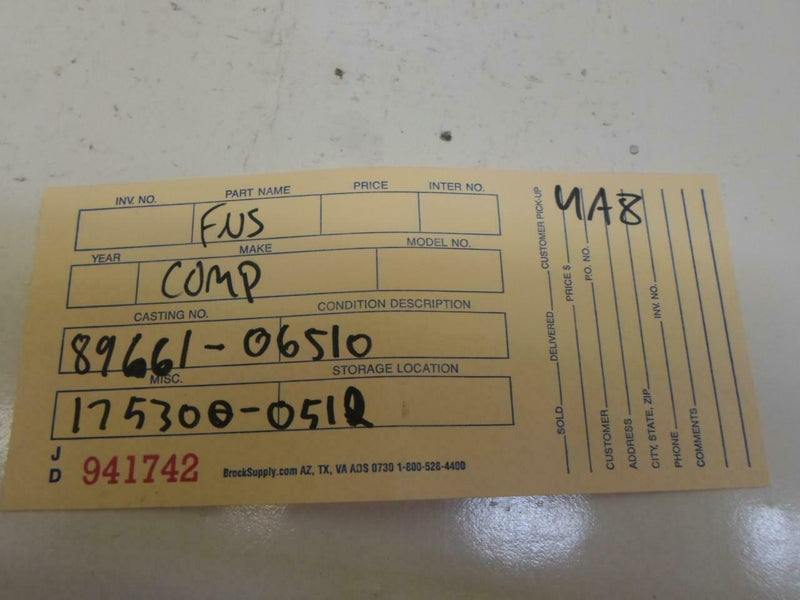 INV. NO. PART NAME PRICE INTER NO.
FNS
YEAR MAKE MODEL NO.
COMP
CASTING NO. CONDITION DESCRIPTION
89661-06510
MISC. STORAGE LOCATION
175300-0512
J
D 941742 BrockSupply.com AZ, TX, VA ADS 0730 1-800-528-4400
4A8
SOLD DELIVERED CUSTOMER PICK-UP
PRICE $
CUSTOMER P.O. NO.
ADDRESS
CITY, STATE, ZIP INV. NO.
PHONE
COMMENTS